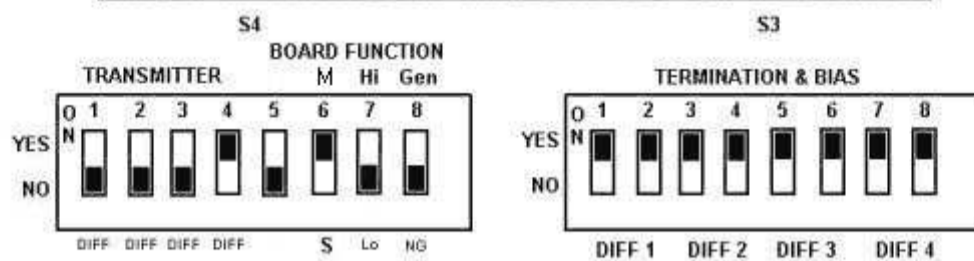 S4
BOARD FUNCTION
TRANSMITTER M Hi Gen
O 1 2 3 4 5 6 7 8
N
YES
NO
DIFF DIFF DIFF DIFF S Lo NG
S3
TERMINATION & BIAS
O 1 2 3 4 5 6 7 8
N
YES
NO
DIFF 1 DIFF 2 DIFF 3 DIFF 4